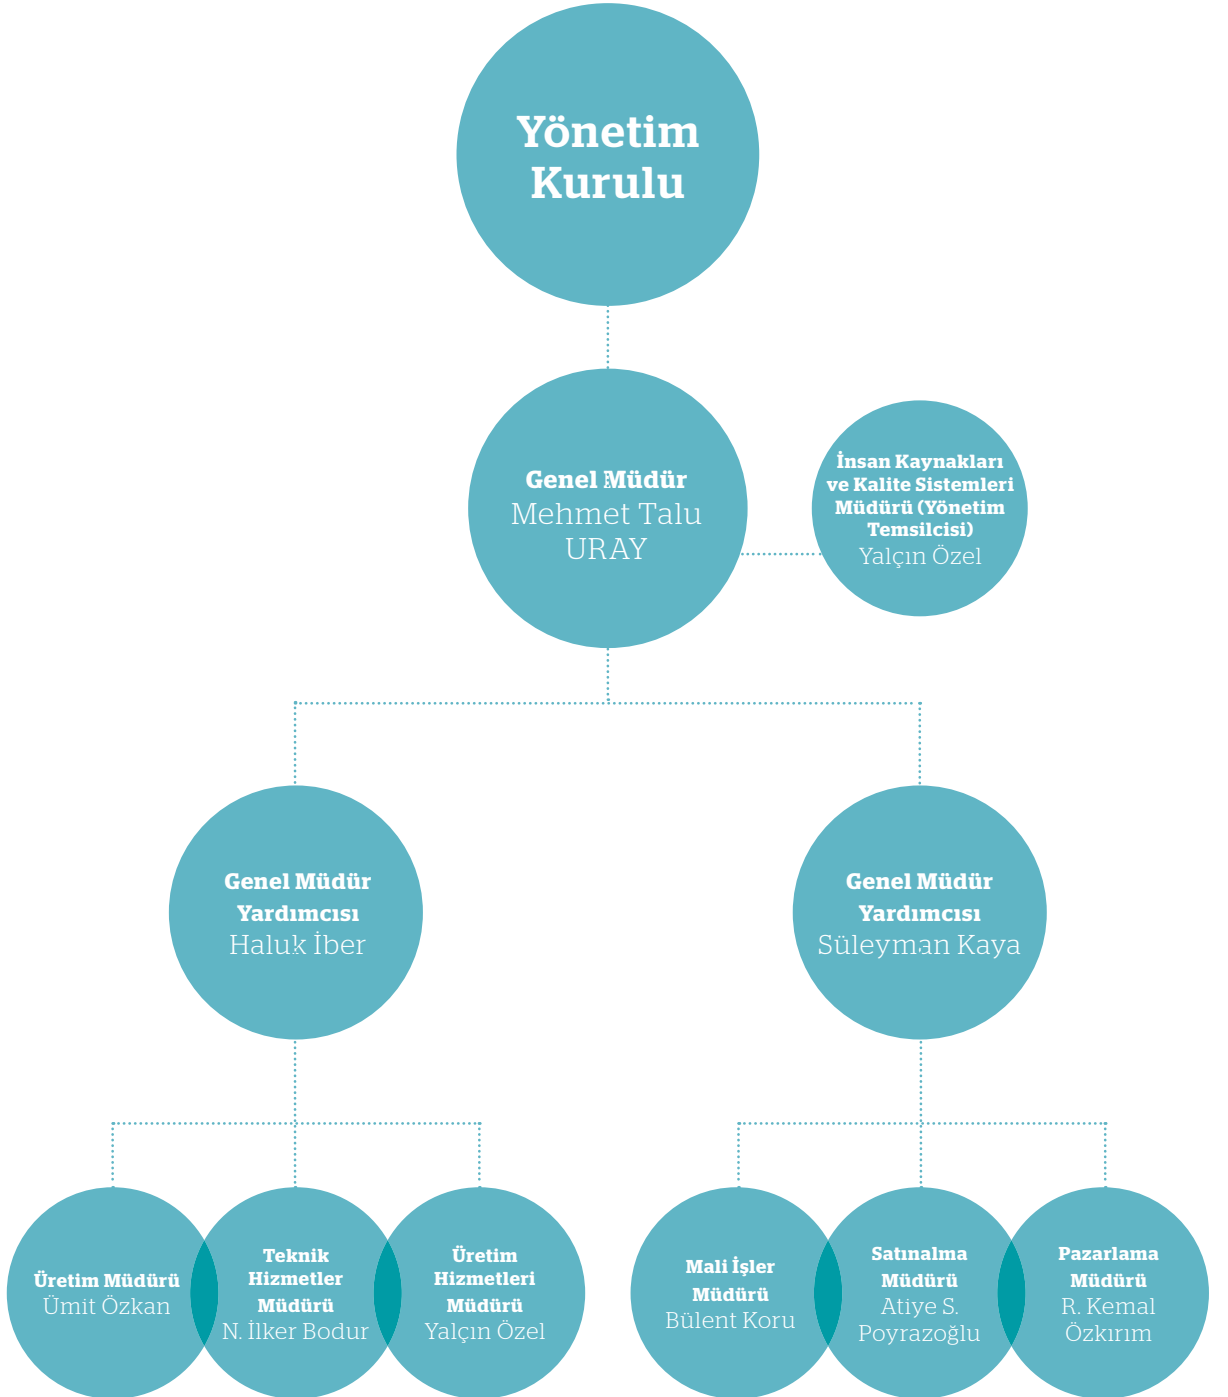 Yönetim
Kurulu
Genel Müdür
Mehmet Talu
URAY
İnsan Kaynakları
ve Kalite Sistemleri
Müdürü (Yönetim
Temsilcisi)
Yalçın Özel
Genel Müdür
Yardımcısı
Haluk İber
Genel Müdür
Yardımcısı
Süleyman Kaya
Üretim Müdürü
Ümit Özkan
Teknik
Hizmetler
Müdürü
N. İlker Bodur
Üretim
Hizmetleri
Müdürü
Yalçın Özel
Mali İşler
Müdürü
Bülent Koru
Satınalma
Müdürü
Atiye S.
Poyrazoğlu
Pazarlama
Müdürü
R. Kemal
Özkırım